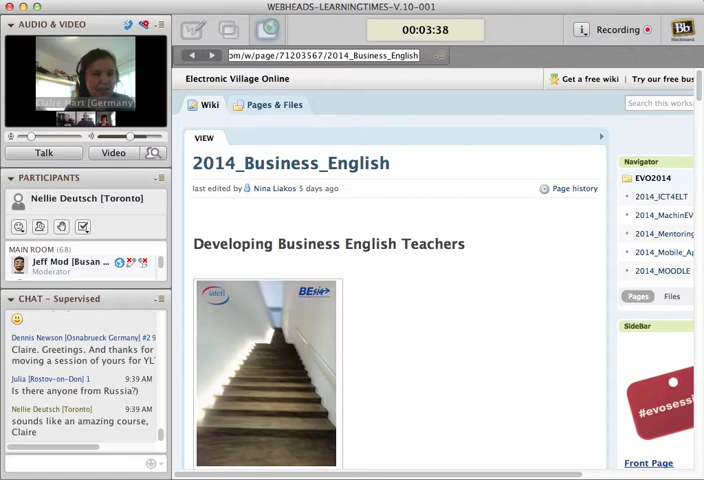 WEBHEADS-LEARNINGTIMES-V.10-001
AUDIO & VIDEO
Claire Hart [Germany]
Talk
Video
PARTICIPANTS
Nellie Deutsch [Toronto]
MAIN ROOM (68)
Jeff Mod [Busan ...
Moderator
CHAT - Supervised
Dennis Newson [Osnabrueck Germany] #2 9
Claire. Greetings. And thanks for
moving a session of yours for YL
Julia [Rostov-on-Don] 1 9:39 AM
Is there anyone from Russia?)
Nellie Deutsch [Toronto] 9:39 AM
sounds like an amazing course,
Claire
00:03:38
Recording
Bb
om/w/page/71203567/2014_Business_English
Electronic Village Online
Get a free wiki | Try our free bus
Wiki
Pages & Files
Search this works
VIEW
2014_Business_English
last edited by Nina Liakos 5 days ago
Page history
Developing Business English Teachers
iatefl
BEsig
Navigator
EVO2014
2014_ICT4ELT
2014_MachinEV
2014_Mentoring
2014_Mobile_Ap
2014_MOODLE
Pages
Files
SideBar
#evosessi
Front Page